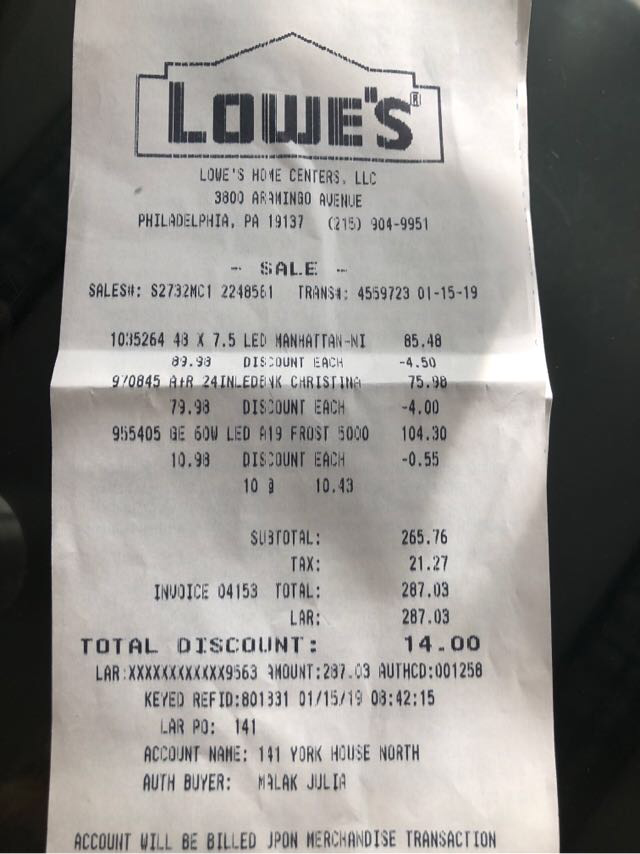 LOWE'S®
LOWE'S HOME CENTERS, LLC
3800 ARAMINGO AVENUE
PHILADELPHIA, PA 19137 (215) 904-9951
- SALE -
SALES#: S2732MC1 2248561 TRANS#: 4559723 01-15-19
1035264 48 X 7.5 LED MANHATTAN-NI 85.48
89.98 DISCOUNT EACH -4.50
970845 A+R 24INLEDBNK CHRISTINA 75.98
79.98 DISCOUNT EACH -4.00
955405 GE 60W LED A19 FROST 5000 104.30
10.98 DISCOUNT EACH -0.55
10 @ 10.43
SUBTOTAL: 265.76
TAX: 21.27
INVOICE 04153 TOTAL: 287.03
LAR: 287.03
TOTAL DISCOUNT: 14.00
LAR:XXXXXXXXXXXX9563 AMOUNT:287.03 AUTHCD:001258
KEYED REFID:801331 01/15/19 08:42:15
LAR PO: 141
ACCOUNT NAME: 141 YORK HOUSE NORTH
AUTH BUYER: MALAK JULIA
ACCOUNT WILL BE BILLED UPON MERCHANDISE TRANSACTION